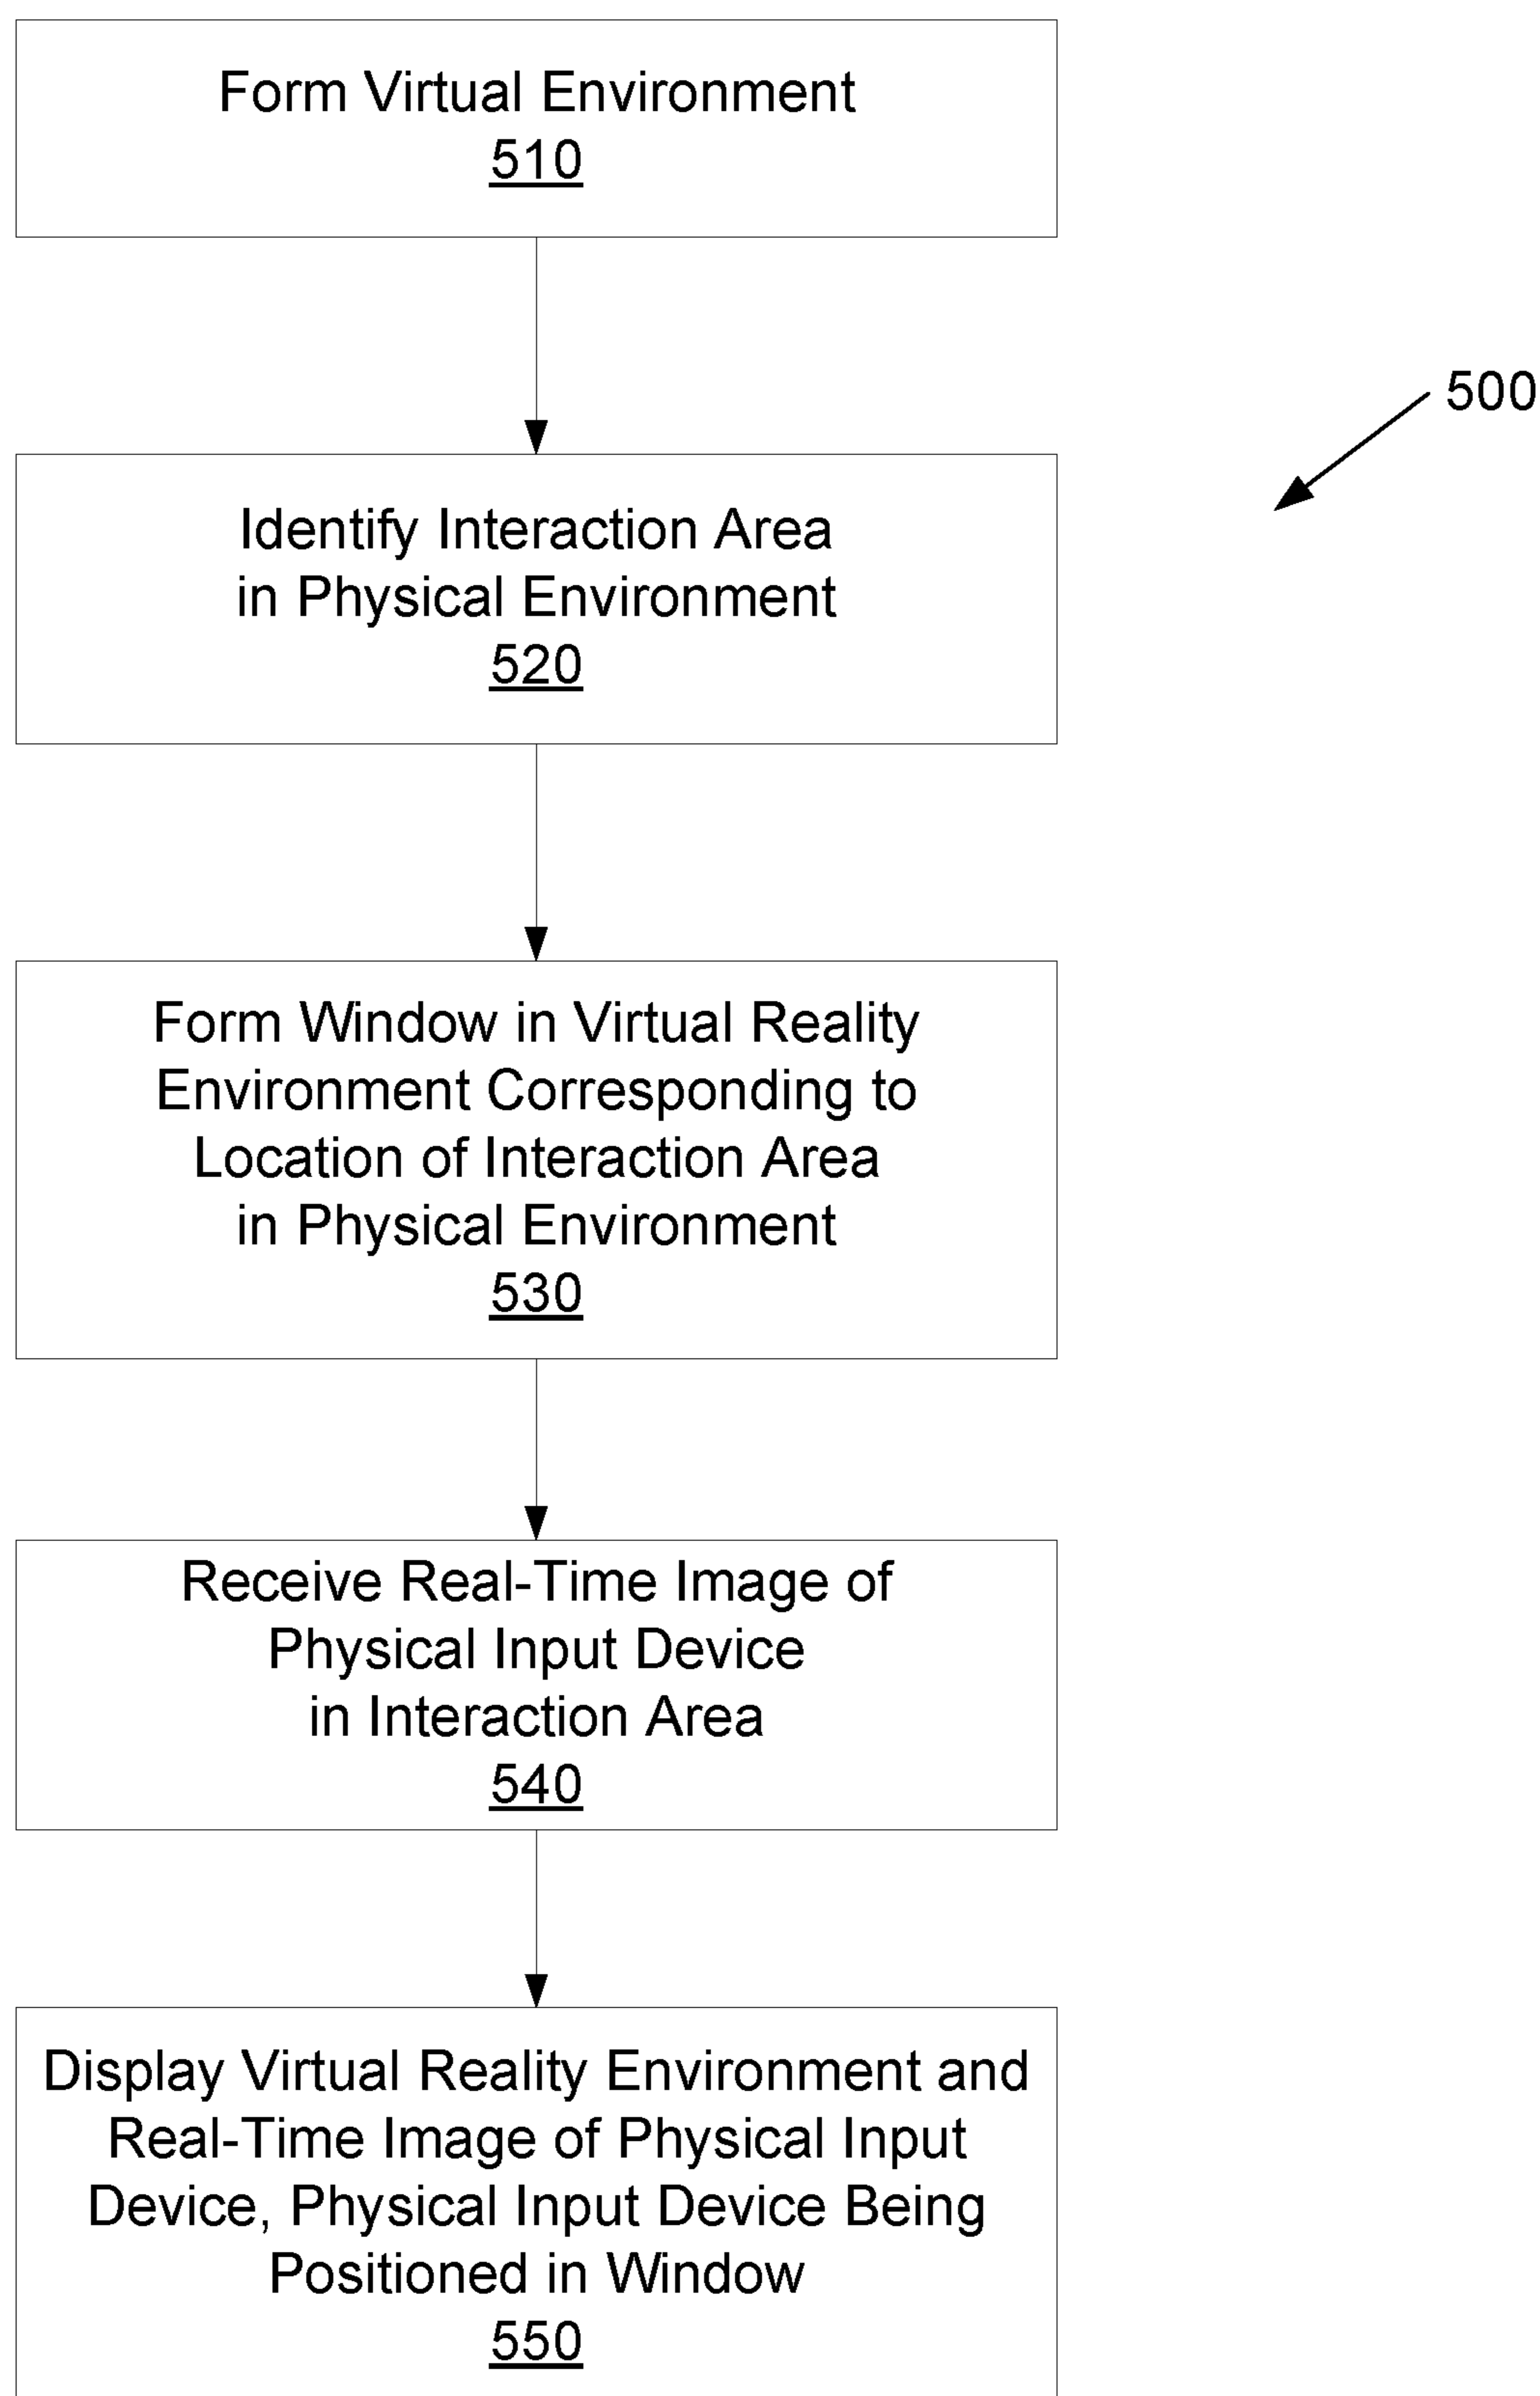 Form Virtual Environment
510
500
Identify Interaction Area
in Physical Environment
520
Form Window in Virtual Reality
Environment Corresponding to
Location of Interaction Area
in Physical Environment
530
Receive Real-Time Image of
Physical Input Device
in Interaction Area
540
Display Virtual Reality Environment and
Real-Time Image of Physical Input
Device, Physical Input Device Being
Positioned in Window
550